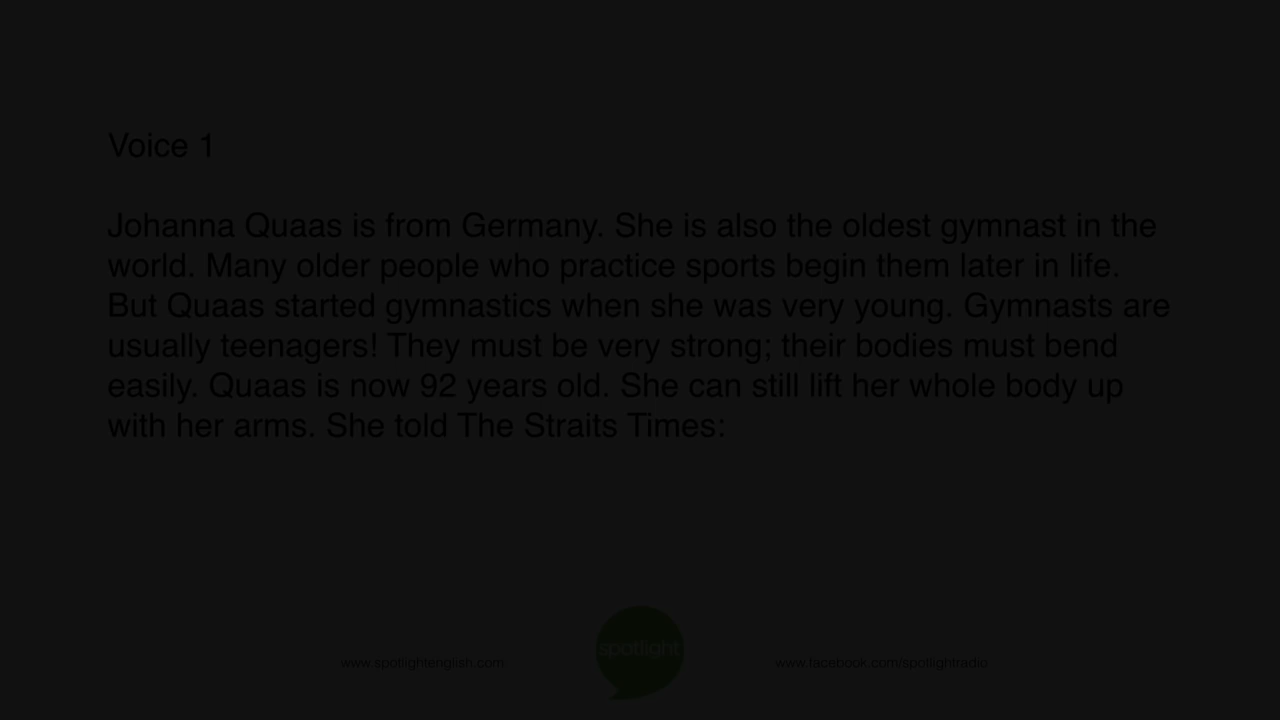 Voice 1
Johanna Quaas is from Germany. She is also the oldest gymnast in the
world. Many older people who practice sports begin them later in life.
But Quaas started gymnastics when she was very young. Gymnasts are
usually teenagers! They must be very strong; their bodies must bend
easily. Quaas is now 92 years old. She can still lift her whole body up
with her arms. She told The Straits Times:
www.spotlightenglish.com
spotlight
www.facebook.com/spotlightradio